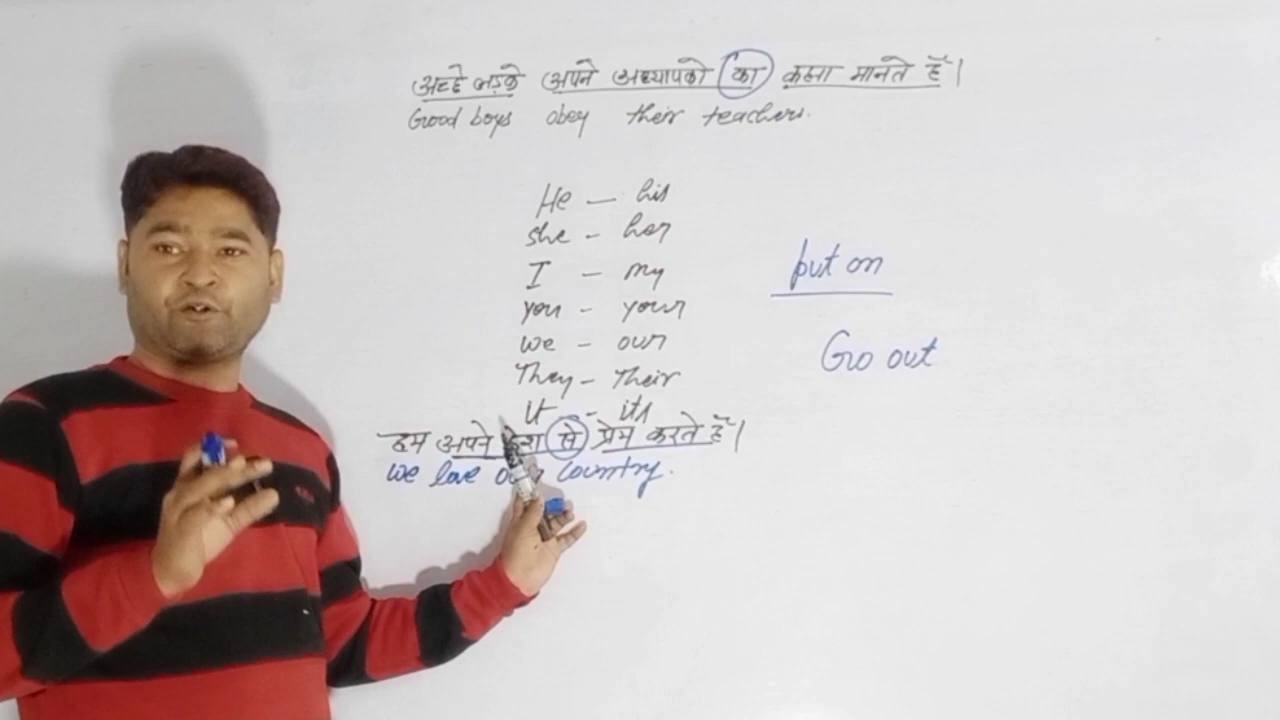 अच्छे लड़के अपने अध्यापको का कहना मानते हैं।
Good boys obey their teachers.
He - his
she - her
I - my
you - your
we - our
They - Their
it - its
put on
Go out
हम अपने देश से प्रेम करते हैं।
we love our country.